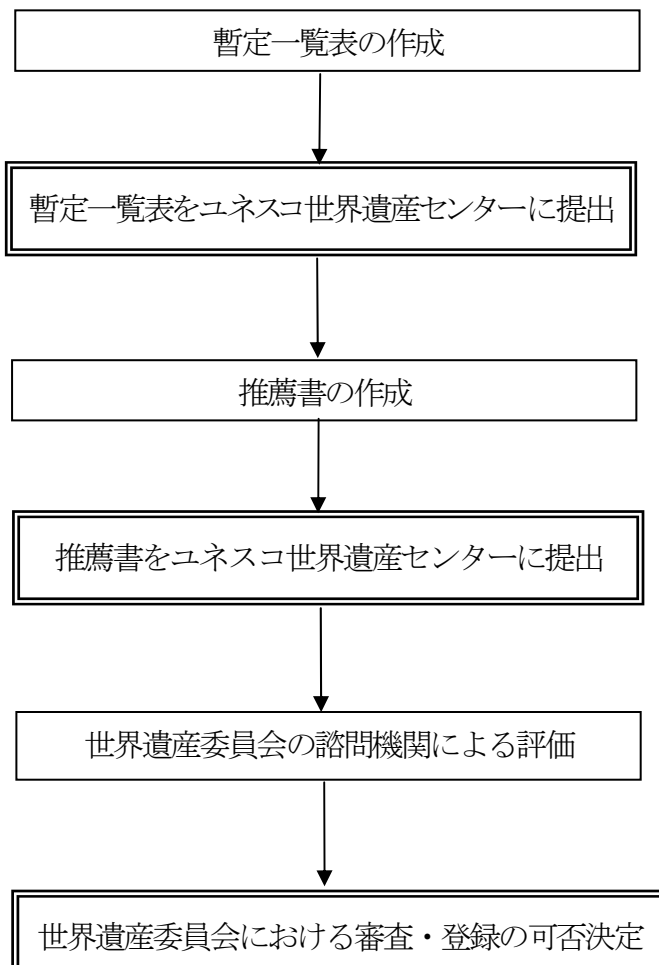 暫定一覧表の作成
暫定一覧表をユネスコ世界遺産センターに提出
推薦書の作成
推薦書をユネスコ世界遺産センターに提出
世界遺産委員会の諮問機関による評価
世界遺産委員会における審査・登録の可否決定